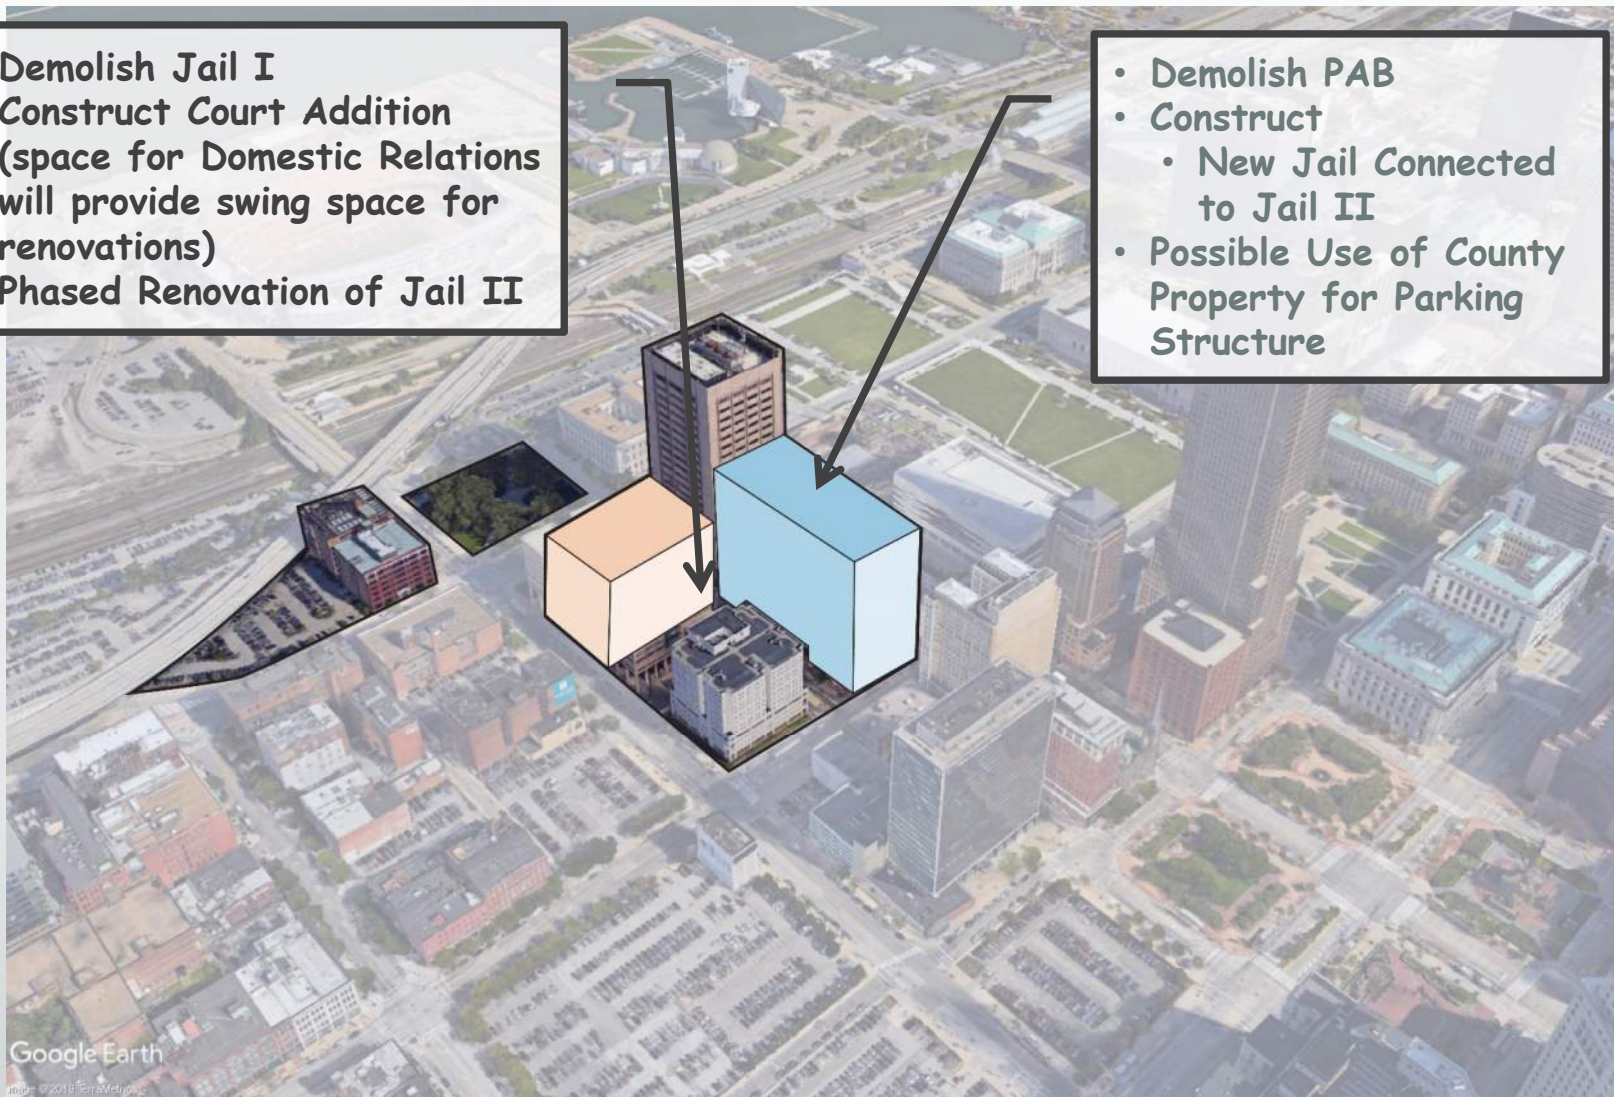 Demolish Jail I
Construct Court Addition
(space for Domestic Relations
will provide swing space for
renovations)
Phased Renovation of Jail II
• Demolish PAB
• Construct
• New Jail Connected
to Jail II
• Possible Use of County
Property for Parking
Structure
Google Earth